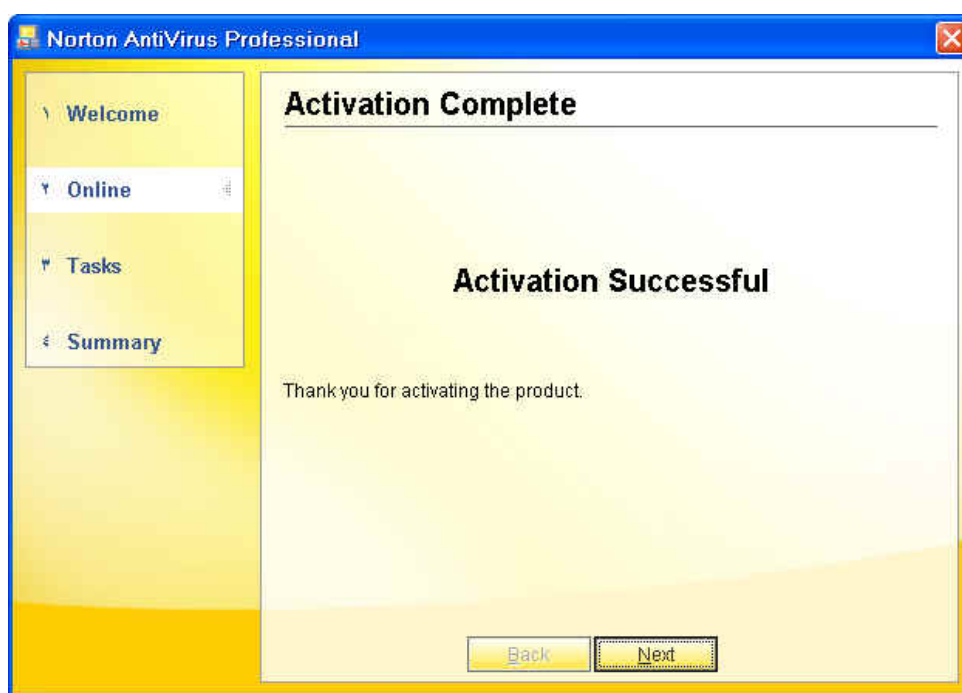 Norton AntiVirus Professional
١ Welcome
٢ Online
٣ Tasks
٤ Summary
Activation Complete
Activation Successful
Thank you for activating the product.
Back
Next